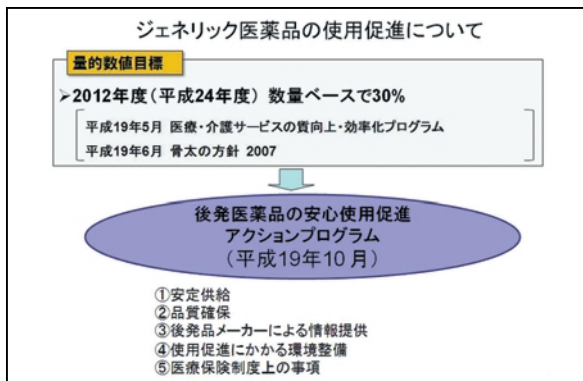 ジェネリック医薬品の使用促進について
量的数値目標
➢2012年度(平成24年度) 数量ベースで30%
平成19年5月 医療・介護サービスの質向上・効率化プログラム
平成19年6月 骨太の方針 2007
後発医薬品の安心使用促進
アクションプログラム
(平成19年10月)
①安定供給
②品質確保
③後発品メーカーによる情報提供
④使用促進にかかる環境整備
⑤医療保険制度上の事項